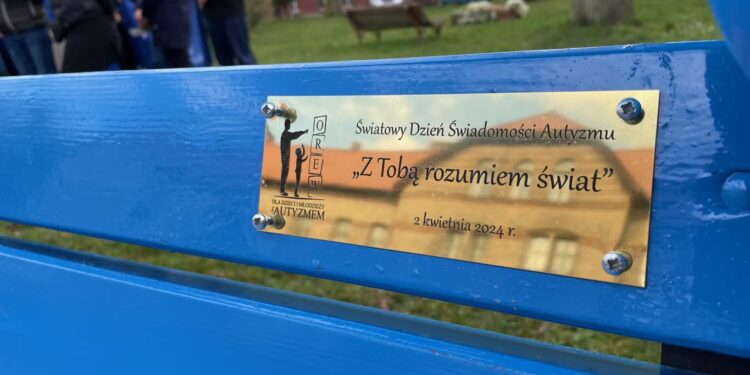 OREW
DLA DZIECI I MŁODZIEŻY
z AUTYZMEM
Światowy Dzień Świadomości Autyzmu
„Z Tobą rozumiem świat”
2 kwietnia 2024 r.